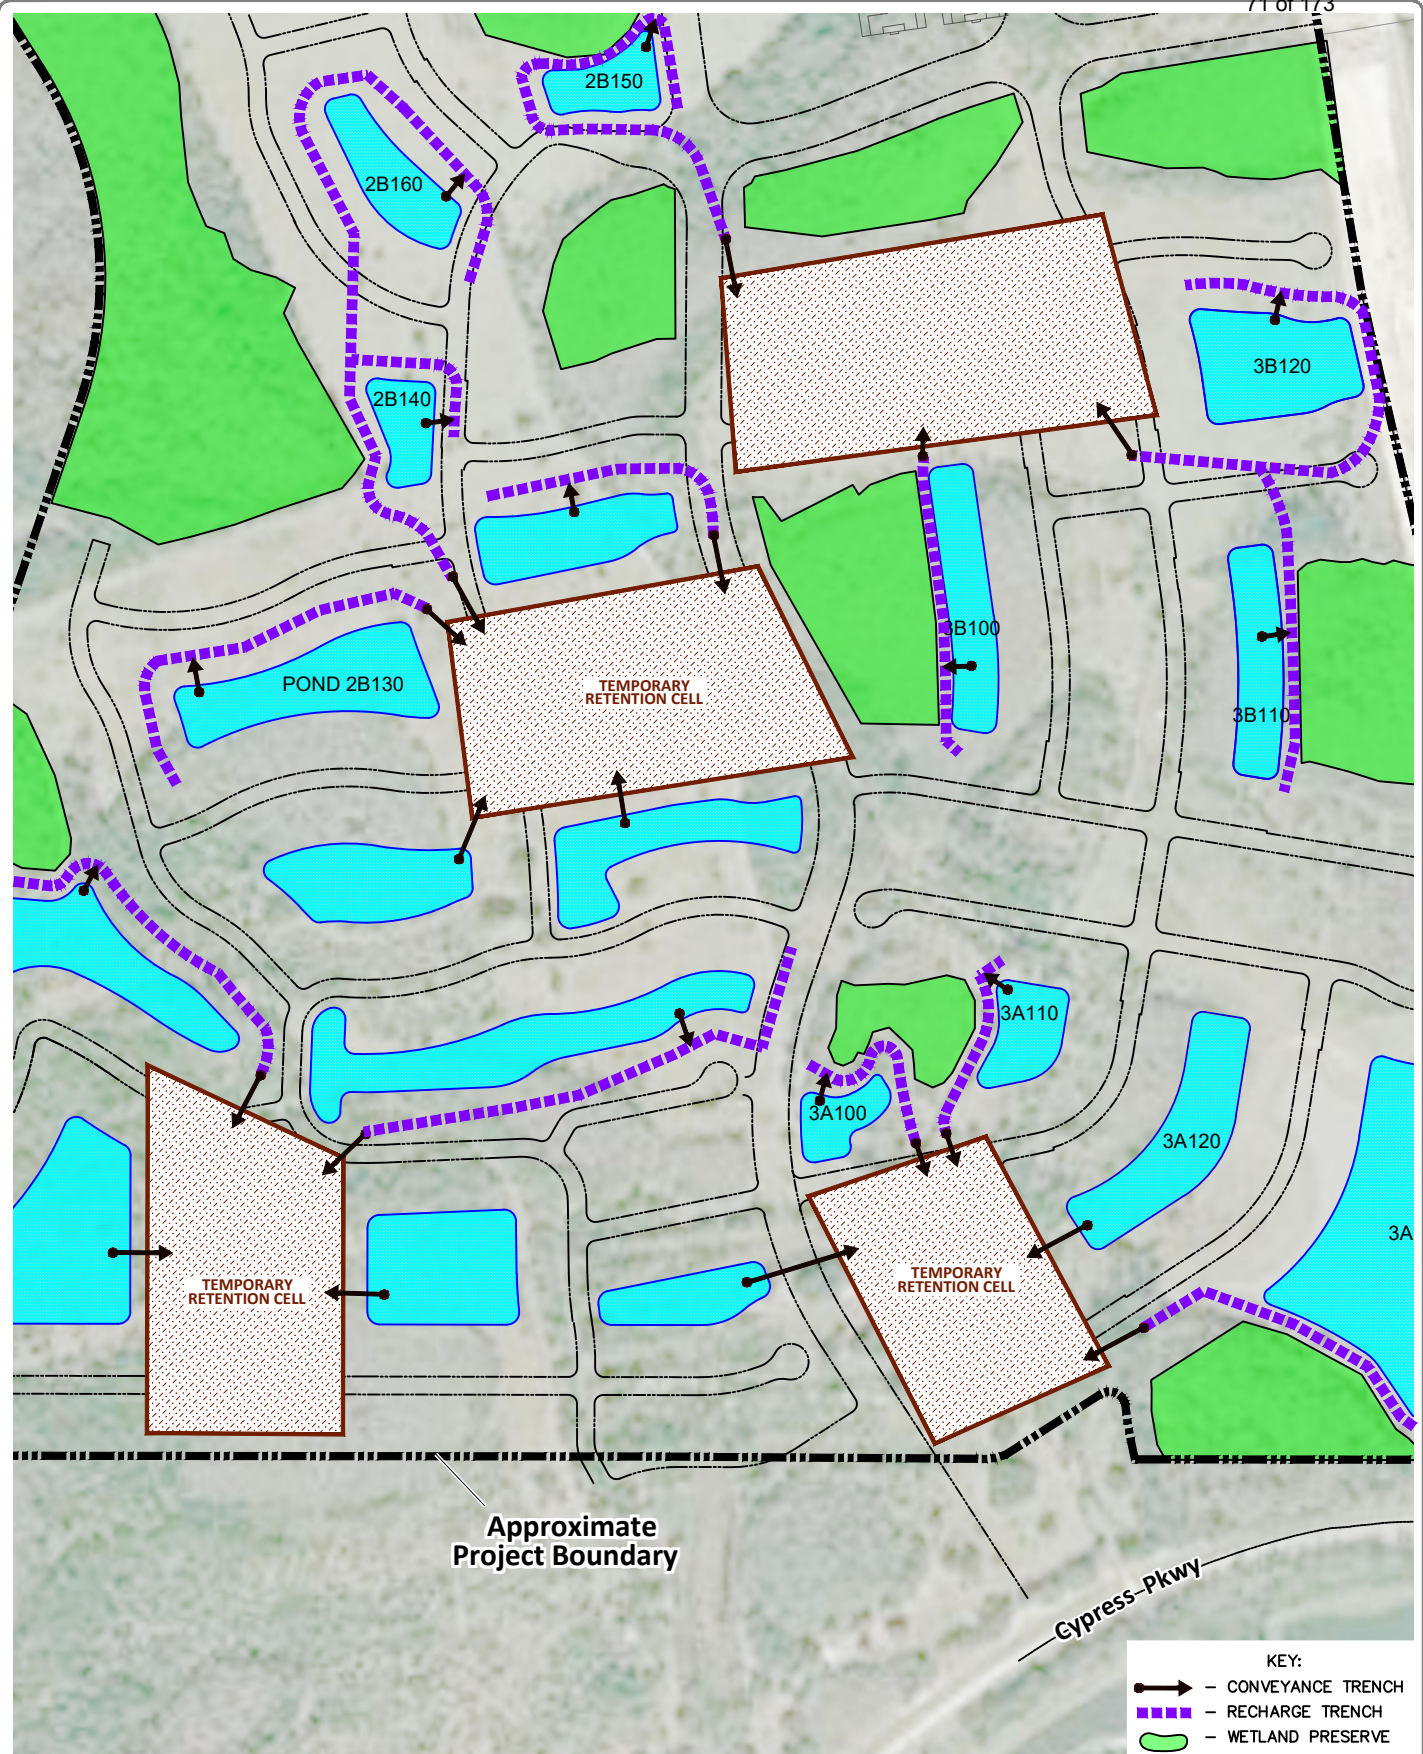 71 of 173
2B150
2B160
3B120
2B140
3B100
POND 2B130
TEMPORARY
RETENTION CELL
3B110
3A110
3A100
3A120
3A
TEMPORARY
RETENTION CELL
TEMPORARY
RETENTION CELL
Approximate
Project Boundary
Cypress Pkwy
KEY:
- CONVEYANCE TRENCH
- RECHARGE TRENCH
- WETLAND PRESERVE